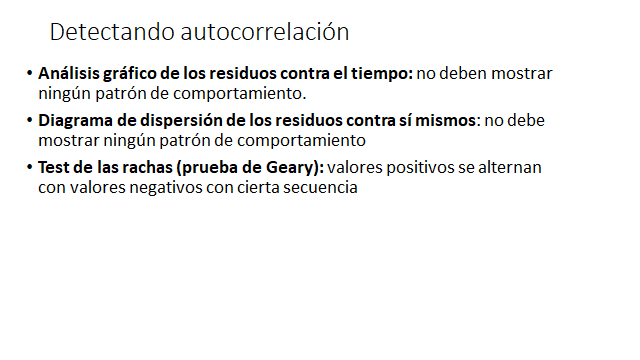 Detectando autocorrelación
• Análisis gráfico de los residuos contra el tiempo: no deben mostrar
ningún patrón de comportamiento.
• Diagrama de dispersión de los residuos contra sí mismos: no debe
mostrar ningún patrón de comportamiento
• Test de las rachas (prueba de Geary): valores positivos se alternan
con valores negativos con cierta secuencia